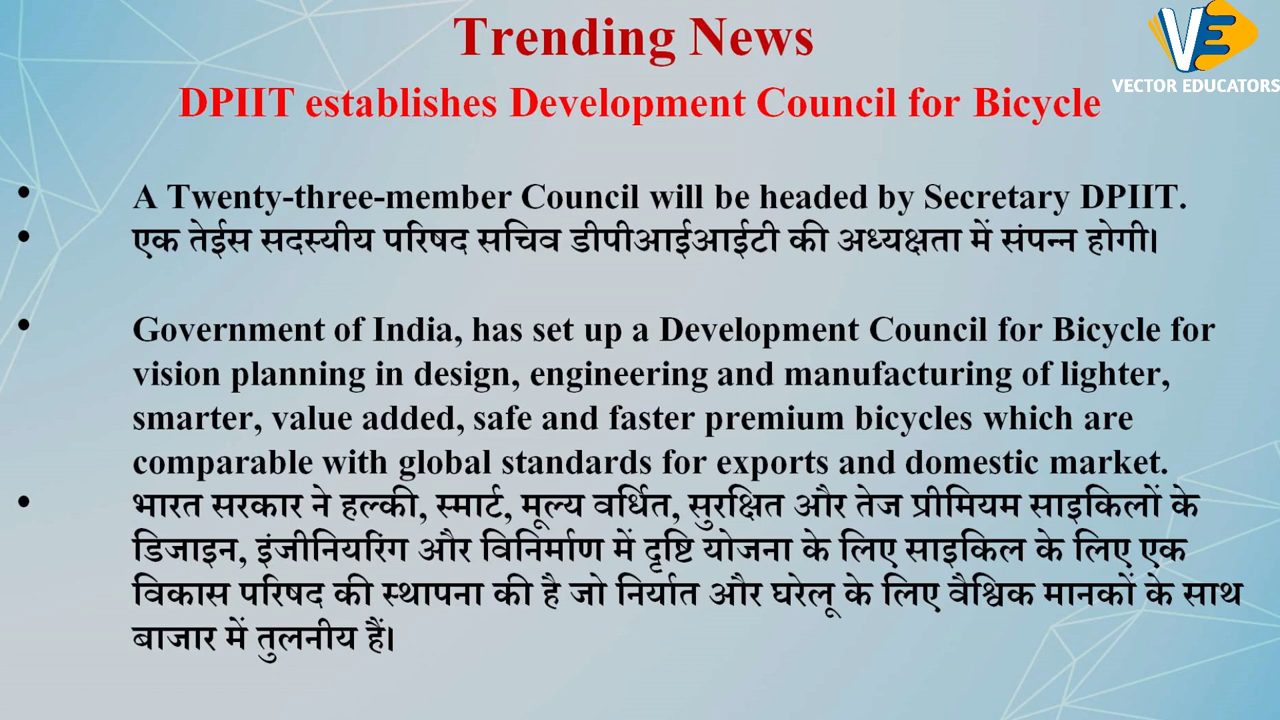 Trending News
VE
VECTOR EDUCATORS
DPIIT establishes Development Council for Bicycle
• A Twenty-three-member Council will be headed by Secretary DPIIT.
• एक तेईस सदस्यीय परिषद सचिव डीपीआईआईटी की अध्यक्षता में संपन्न होगी।
• Government of India, has set up a Development Council for Bicycle for
vision planning in design, engineering and manufacturing of lighter,
smarter, value added, safe and faster premium bicycles which are
comparable with global standards for exports and domestic market.
• भारत सरकार ने हल्की, स्मार्ट, मूल्य वर्धित, सुरक्षित और तेज प्रीमियम साइकिलों के
डिजाइन, इंजीनियरिंग और विनिर्माण में दृष्टि योजना के लिए साइकिल के लिए एक
विकास परिषद की स्थापना की है जो निर्यात और घरेलू के लिए वैश्विक मानकों के साथ
बाजार में तुलनीय हैं।